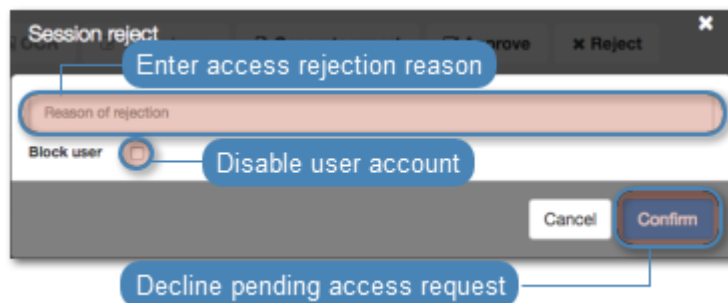 Session reject
Approve
Reject
Enter access rejection reason
Reason of rejection
Block user
Disable user account
Cancel
Confirm
Decline pending access request